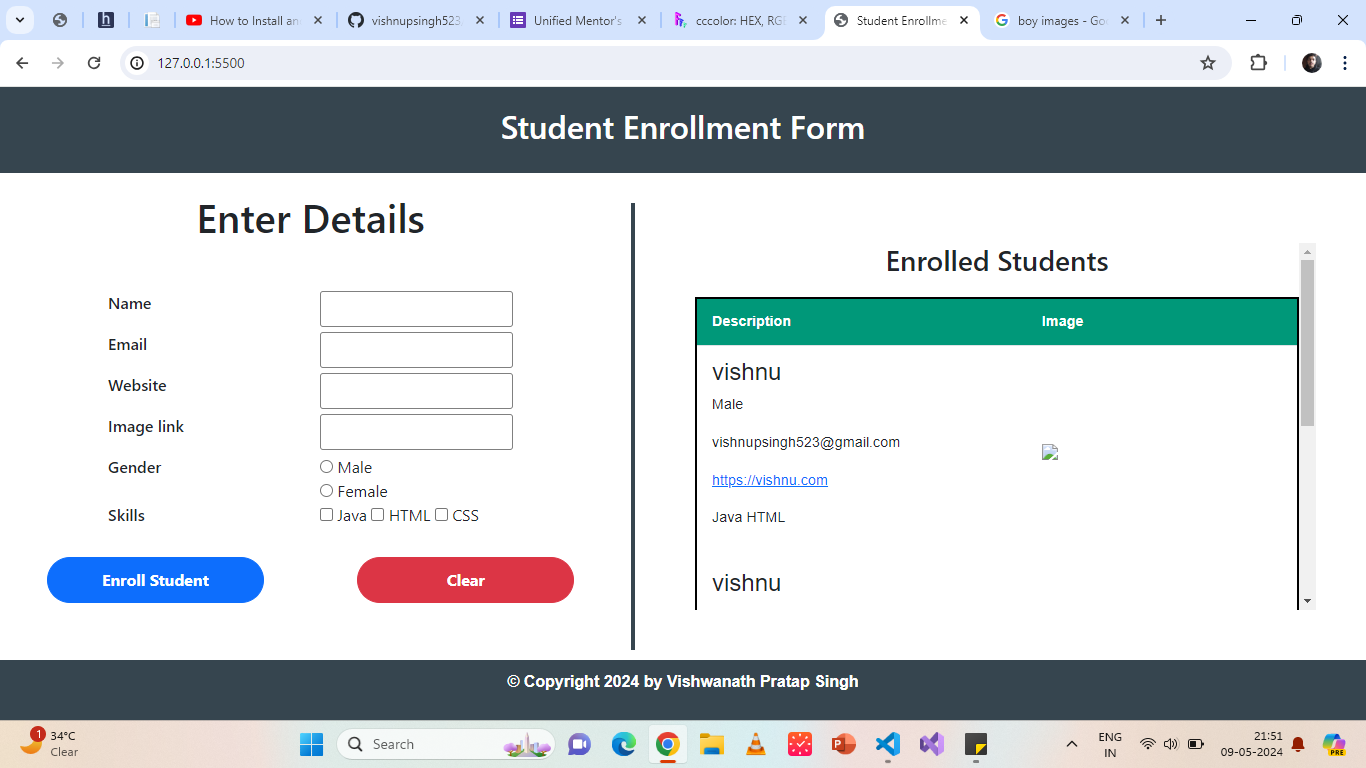 How to Install an
vishnupsingh523
Unified Mentor's
cccolor: HEX, RGB
Student Enrollme
boy images - Goo
127.0.0.1:5500
Student Enrollment Form
Enter Details
Name
Email
Website
Image link
Gender
Male
Female
Skills
Java HTML CSS
Enroll Student
Clear
Enrolled Students
Description Image
vishnu
Male
vishnupsingh523@gmail.com
https://vishnu.com
Java HTML
vishnu
© Copyright 2024 by Vishwanath Pratap Singh
1
34°C
Clear
Search
ENG
IN
21:51
09-05-2024
PRE